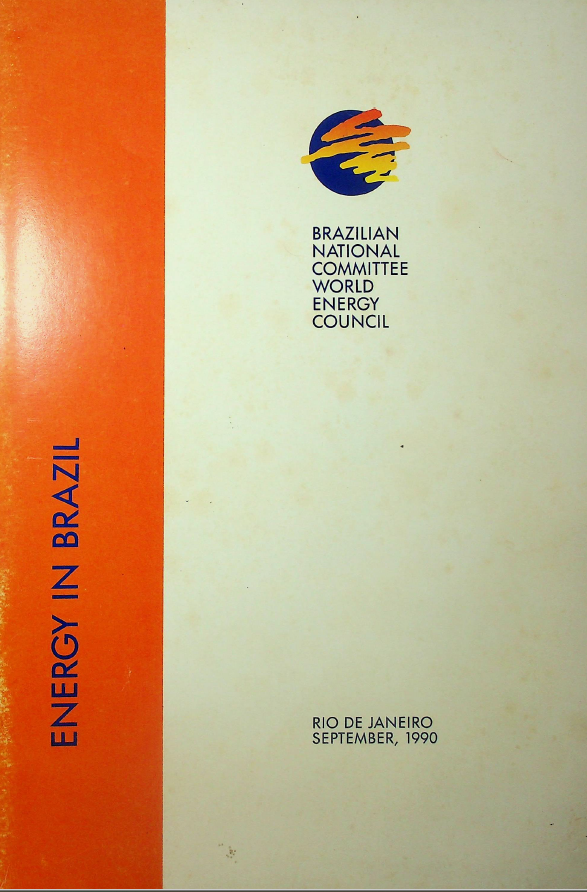 BRAZILIAN
NATIONAL
COMMITTEE
WORLD
ENERGY
COUNCIL
ENERGY IN BRAZIL
RIO DE JANEIRO
SEPTEMBER, 1990